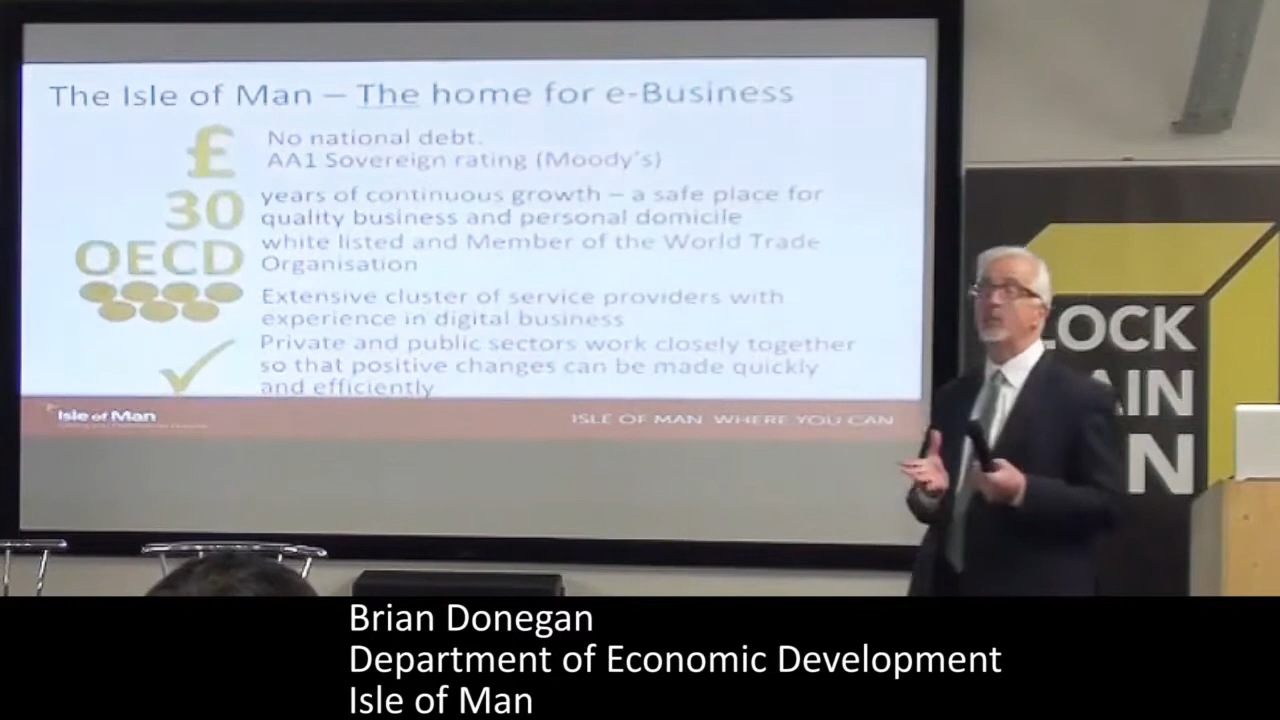 The Isle of Man – The home for e-Business
£
No national debt.
AA1 Sovereign rating (Moody's)
30
years of continuous growth – a safe place for
quality business and personal domicile
OECD
white listed and Member of the World Trade
Organisation
Extensive cluster of service providers with
experience in digital business
Private and public sectors work closely together
so that positive changes can be made quickly
and efficiently
Isle of Man
ISLE OF MAN WHERE YOU CAN
LOCK
AIN
N
Brian Donegan
Department of Economic Development
Isle of Man